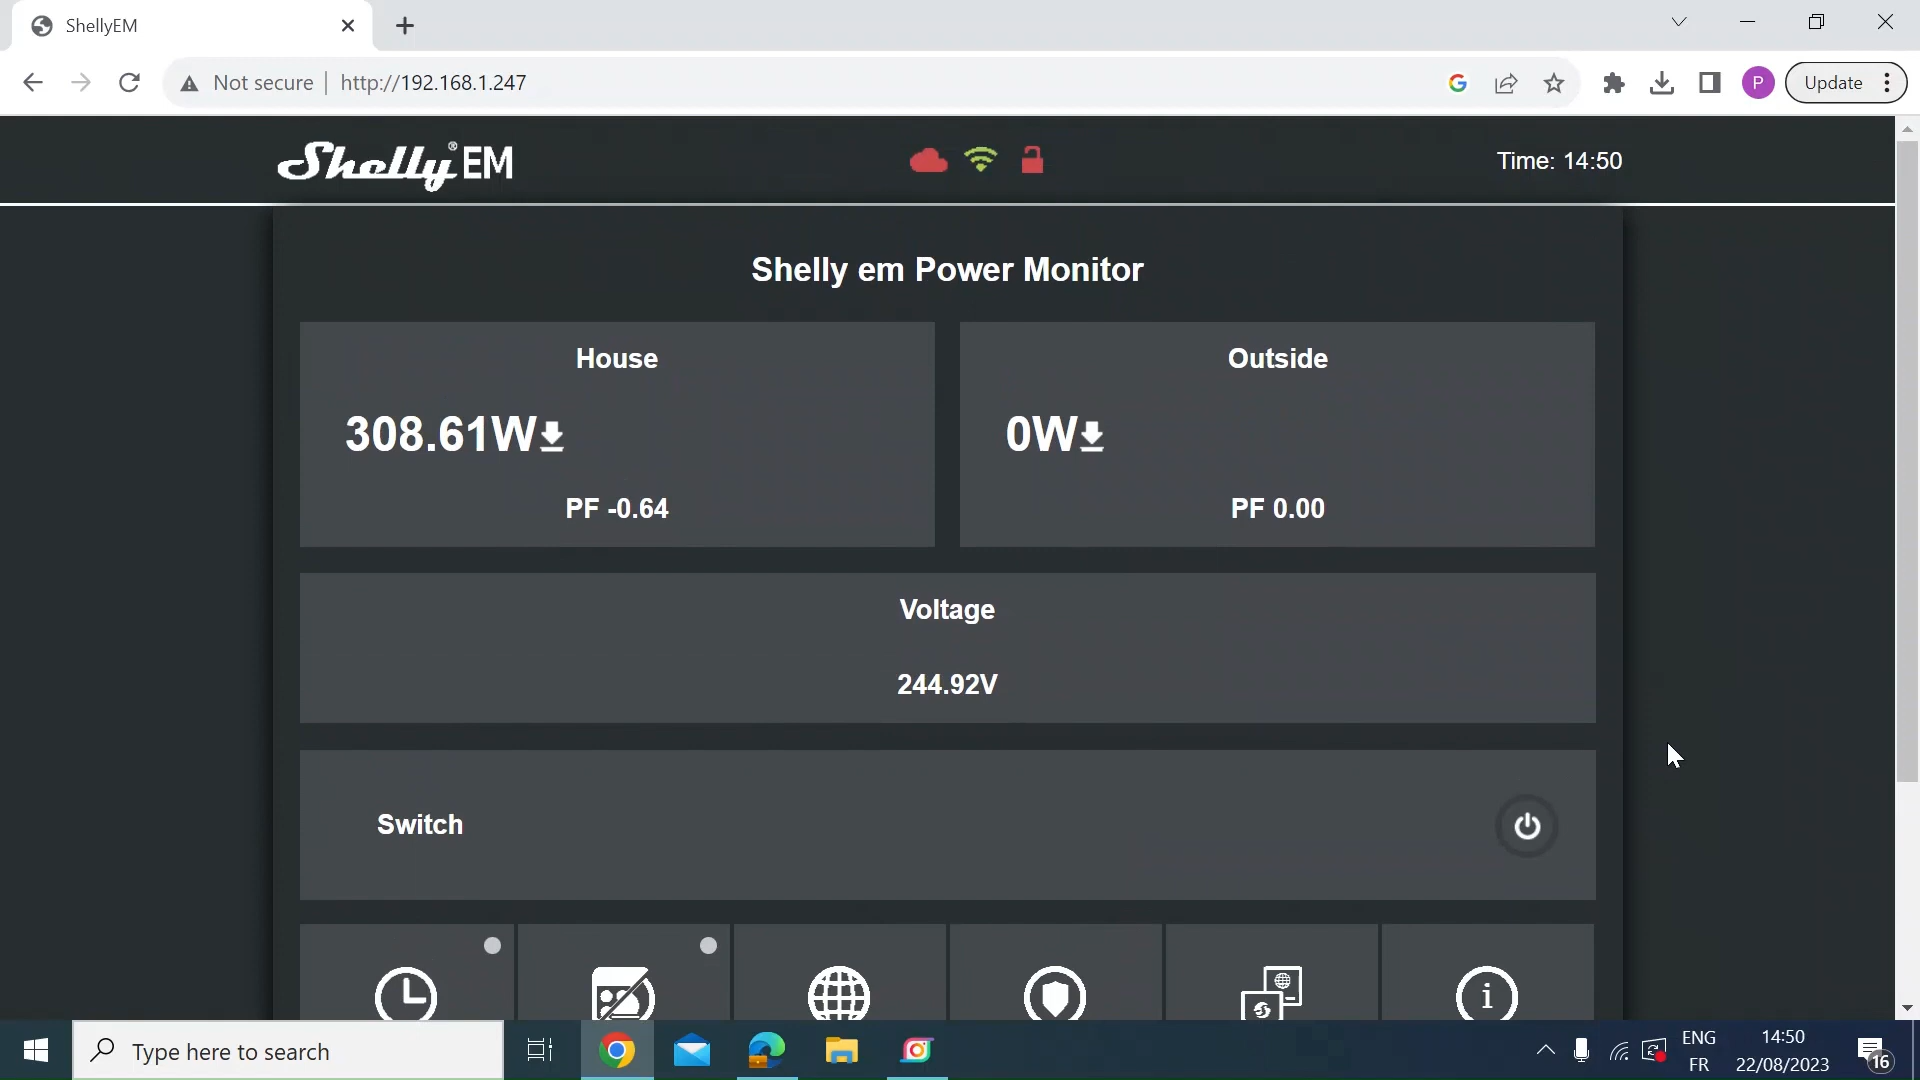 ShellyEM
Not secure
http://192.168.1.247
P
Update
Shelly® EM
Time: 14:50
Shelly em Power Monitor
House
308.61W
PF -0.64
Outside
0W
PF 0.00
Voltage
244.92V
Switch
Type here to search
ENG
FR
14:50
22/08/2023
16